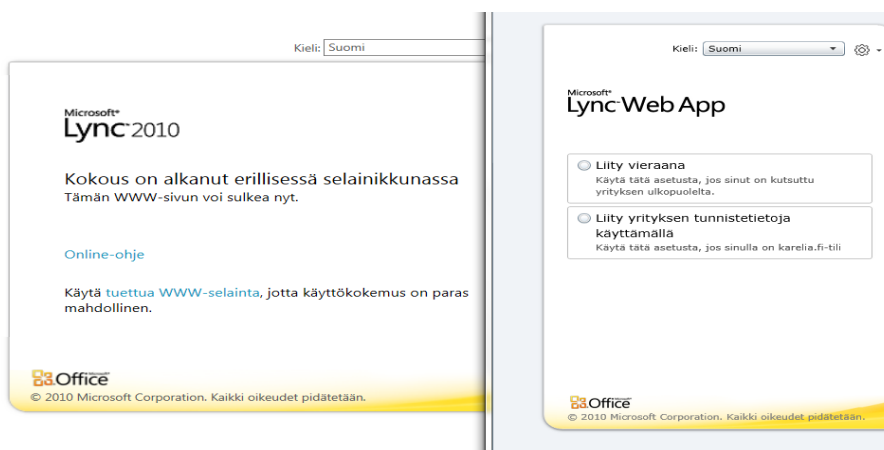 Kieli: Suomi
Microsoft®
Lync™ 2010
Kokous on alkanut erillisessä selainikkunassa
Tämän WWW-sivun voi sulkea nyt.
Online-ohje
Käytä tuettua WWW-selainta, jotta käyttökokemus on paras
mahdollinen.
Office
© 2010 Microsoft Corporation. Kaikki oikeudet pidätetään.
Kieli: Suomi
Microsoft®
Lync™ Web App
Liity vieraana
Käytä tätä asetusta, jos sinut on kutsuttu
yrityksen ulkopuolelta.
Liity yrityksen tunnistetietoja
käyttämällä
Käytä tätä asetusta, jos sinulla on karelia.fi-tili
Office
© 2010 Microsoft Corporation. Kaikki oikeudet pidätetään.